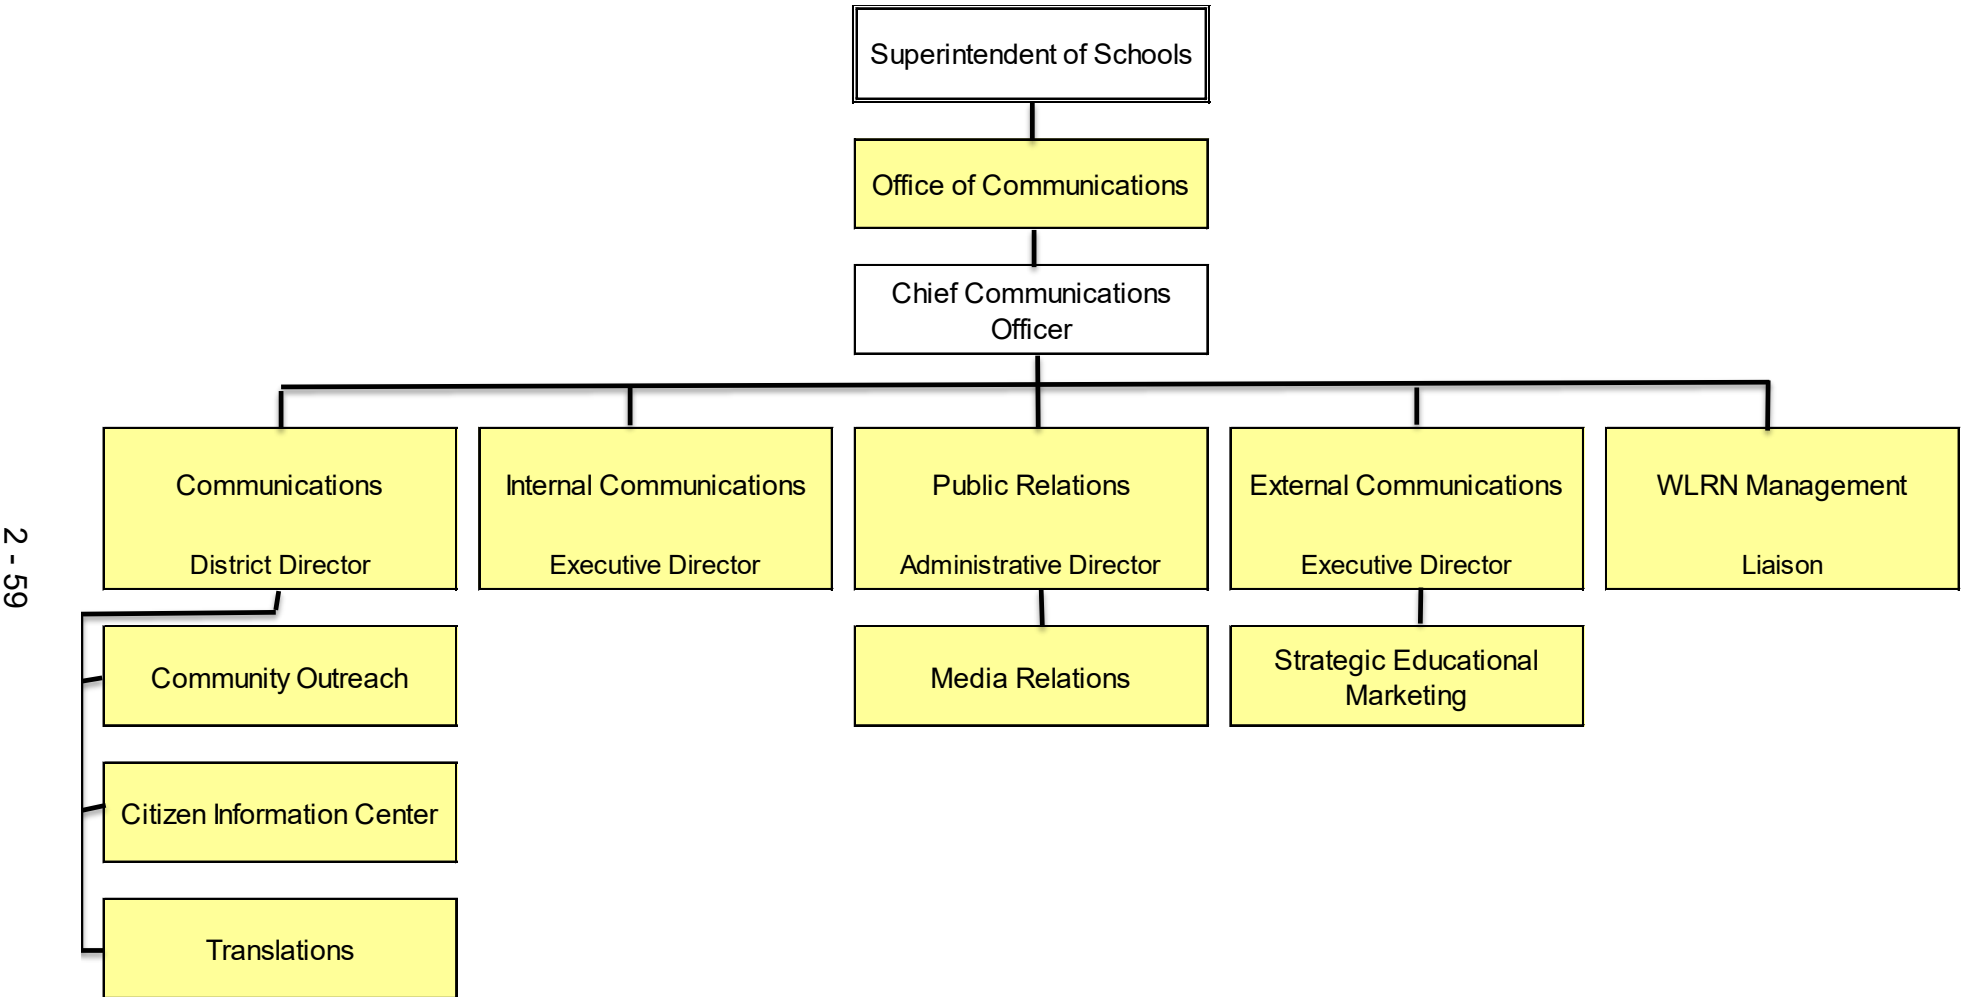 Superintendent of Schools
Office of Communications
Chief Communications
Officer
Communications
District Director
Internal Communications
Executive Director
Public Relations
Administrative Director
External Communications
Executive Director
WLRN Management
Liaison
Community Outreach
Media Relations
Strategic Educational
Marketing
Citizen Information Center
Translations
2 - 59